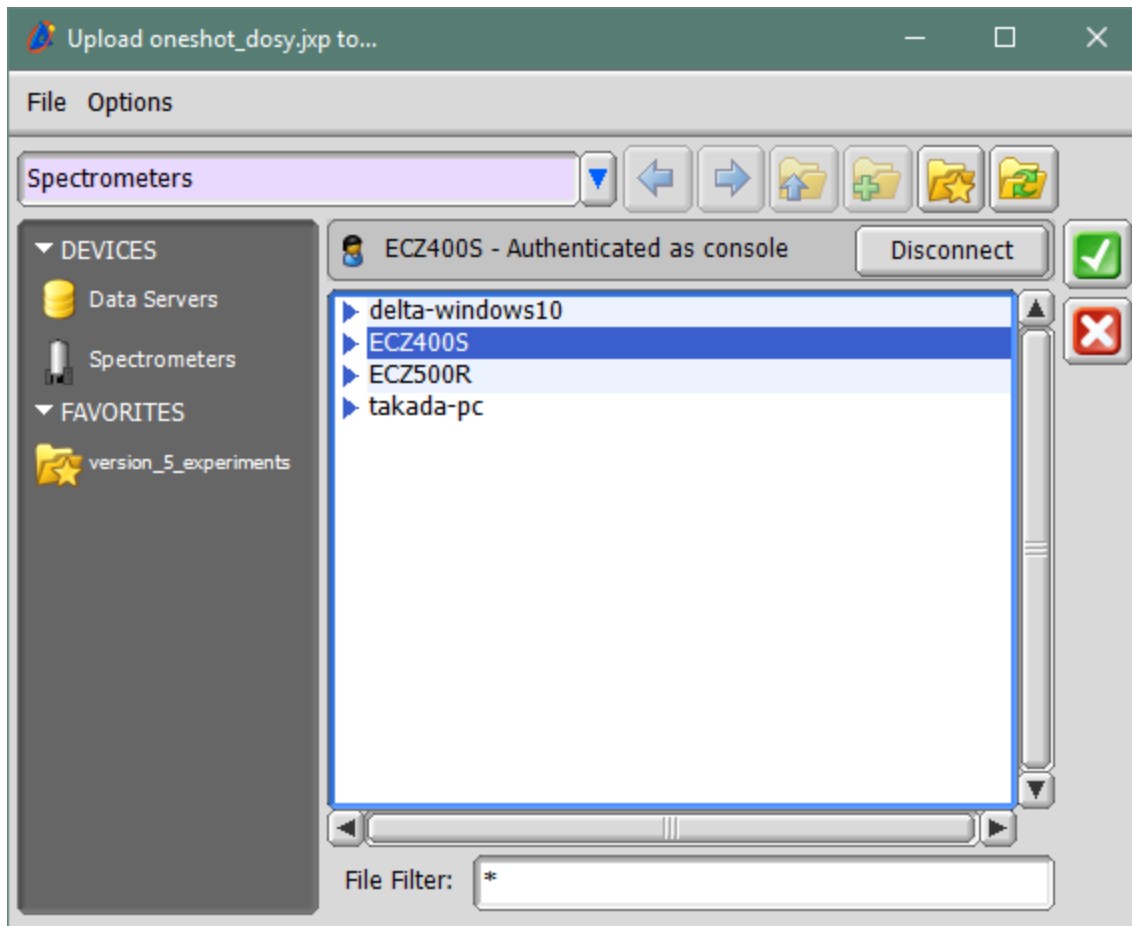 Upload oneshot_dosy.jxp to...
File Options
Spectrometers
DEVICES
Data Servers
Spectrometers
FAVORITES
version_5_experiments
ECZ400S - Authenticated as console
Disconnect
delta-windows10
ECZ400S
ECZ500R
takada-pc
File Filter: *